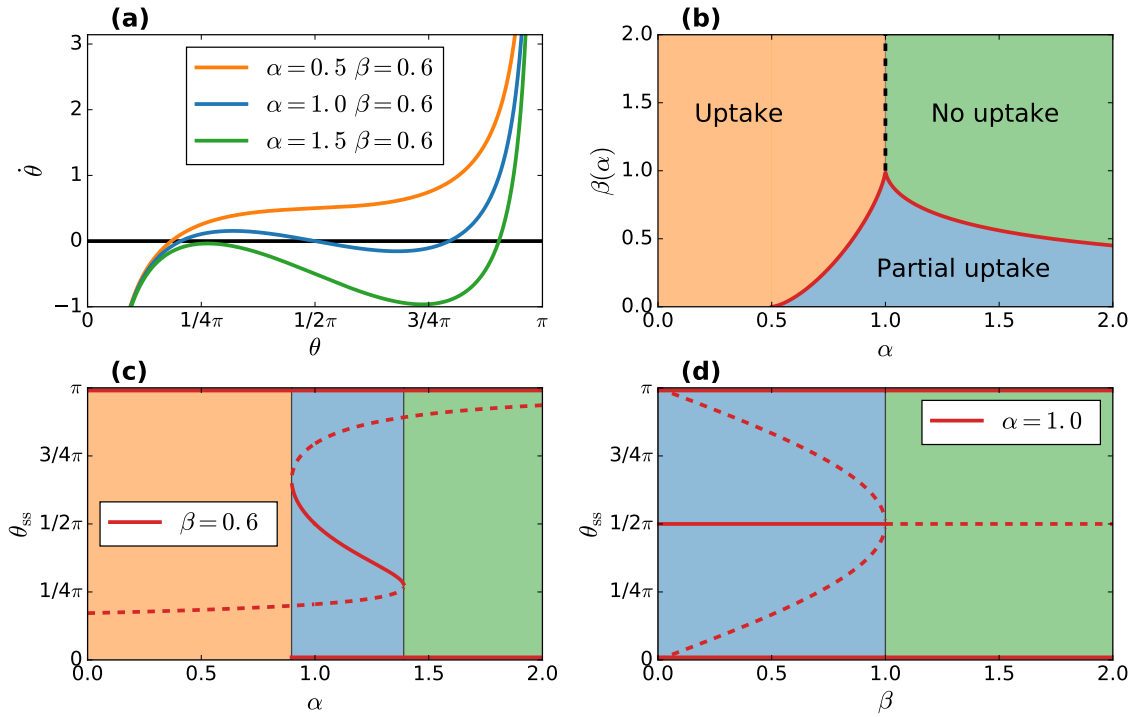 (a)
3
2
1
0
−1
θ̇
α = 0.5 β = 0.6
α = 1.0 β = 0.6
α = 1.5 β = 0.6
0
1/4π
1/2π
3/4π
π
θ
(b)
2.0
1.5
1.0
0.5
0.0
β(α)
Uptake
No uptake
Partial uptake
0.0
0.5
1.0
1.5
2.0
α
(c)
π
3/4π
1/2π
1/4π
0
θss
β = 0.6
0.0
0.5
1.0
1.5
2.0
α
(d)
π
3/4π
1/2π
1/4π
0
θss
α = 1.0
0.0
0.5
1.0
1.5
2.0
β